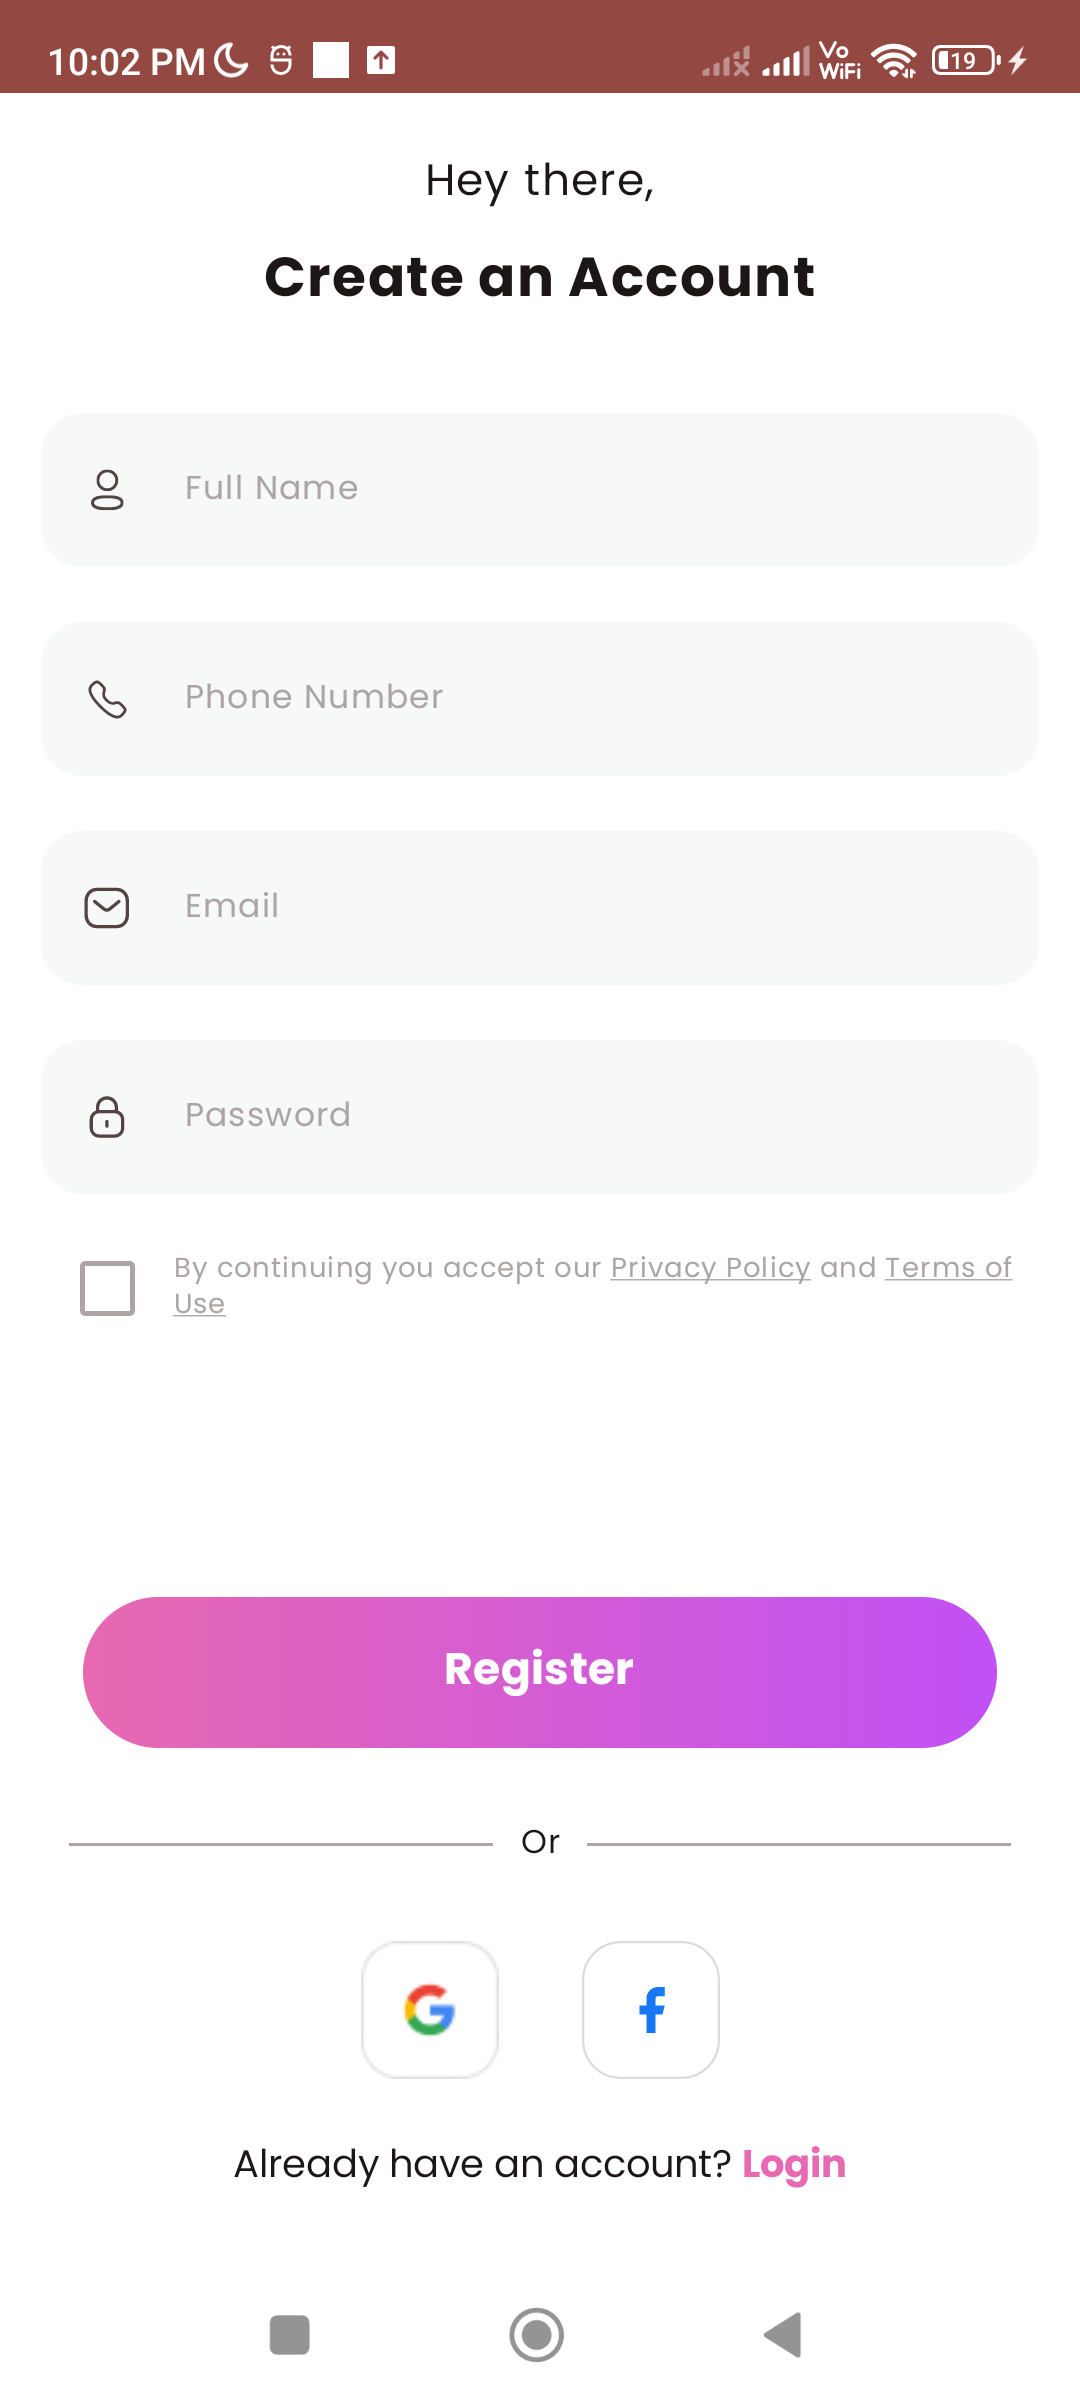 10:02 PM Vo WiFi 19
Hey there,
Create an Account
Full Name
Phone Number
Email
Password
By continuing you accept our Privacy Policy and Terms of
Use
Register
Or
Already have an account? Login